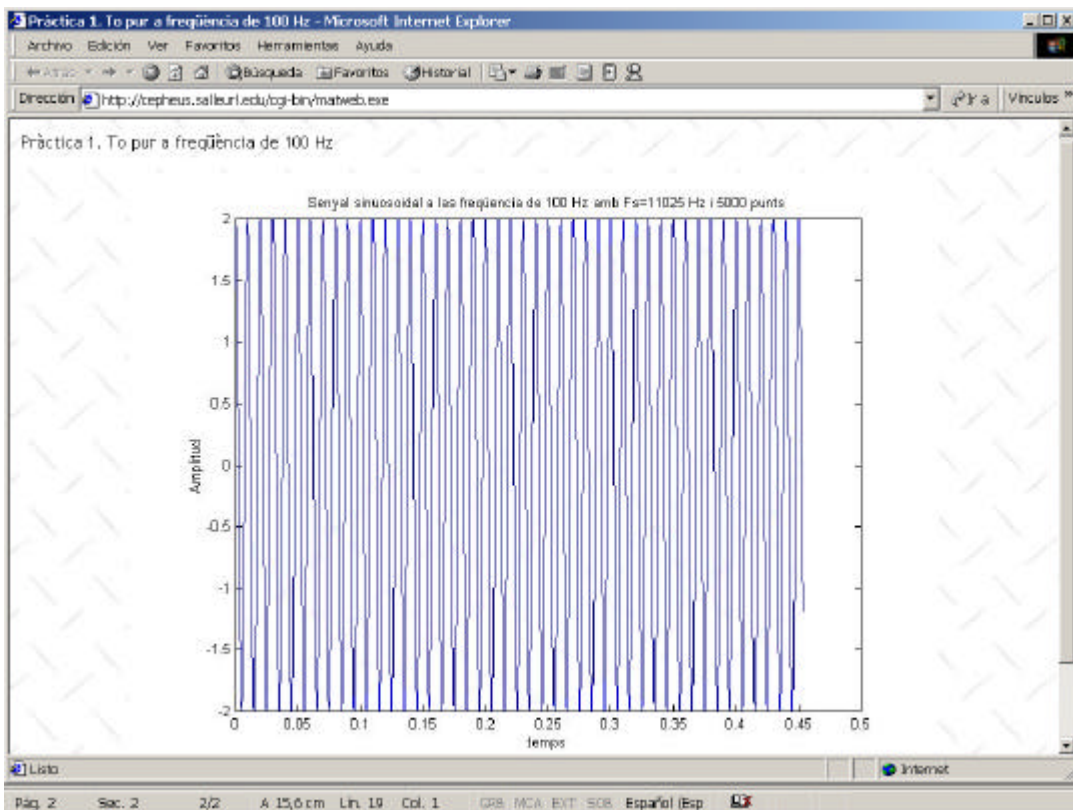 Pràctica 1. To pur a freqüència de 100 Hz - Microsoft Internet Explorer
Archivo Edición Ver Favoritos Herramientas Ayuda
Atrás Búsqueda Favoritos Historial
Dirección http://cepheus.salleurl.edu/cgi-bin/matweb.exe Ir a Vínculos »
Pràctica 1. To pur a freqüència de 100 Hz
Senyal sinuosoidal a las freqüencia de 100 Hz amb Fs=11025 Hz i 5000 punts
2
1.5
1
0.5
0
-0.5
-1
-1.5
-2
Amplitud
0 0.05 0.1 0.15 0.2 0.25 0.3 0.35 0.4 0.45 0.5
temps
Listo Internet
Pág. 2 Sec. 2 2/2 A 15,6 cm Lín. 19 Col. 1 GRB MCA EXT SOB Español (Esp